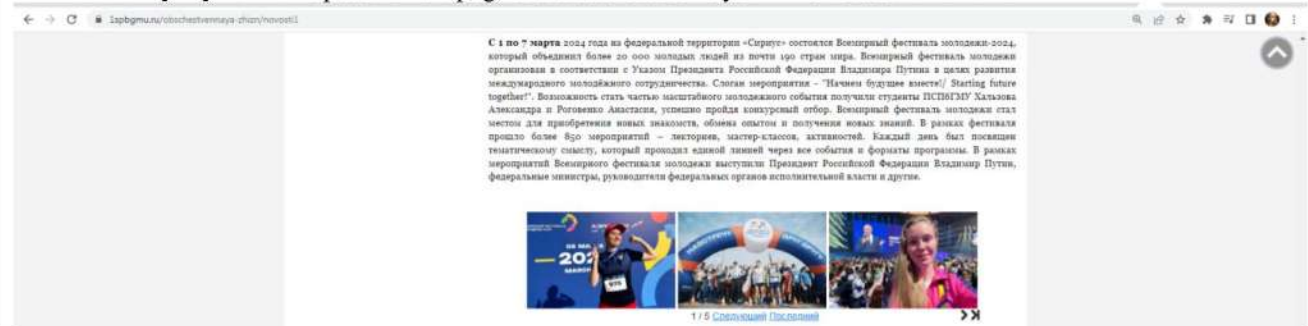 1spbgmu.ru/obschestvennaya-zhizn/novosti1
С 1 по 7 марта 2024 года на федеральной территории «Сириус» состоялся Всемирный фестиваль молодежи-2024,
который объединил более 20 000 молодых людей из почти 190 стран мира. Всемирный фестиваль молодежи
организован в соответствии с Указом Президента Российской Федерации Владимира Путина в целях развития
международного молодёжного сотрудничества. Слоган мероприятия – "Начнем будущее вместе!/ Starting future
together!". Возможность стать частью масштабного молодежного события получили студенты ПСПбГМУ Хальзова
Александра и Роговенко Анастасия, успешно пройдя конкурсный отбор. Всемирный фестиваль молодежи стал
местом для приобретения новых знакомств, обмена опытом и получения новых знаний. В рамках фестиваля
прошло более 850 мероприятий – лекториев, мастер-классов, активностей. Каждый день был посвящен
тематическому смыслу, который проходил единой линией через все события и форматы программы. В рамках
мероприятий Всемирного фестиваля молодежи выступили Президент Российской Федерации Владимир Путин,
федеральные министры, руководители федеральных органов исполнительной власти и другие.
1 / 5 Следующий Последний